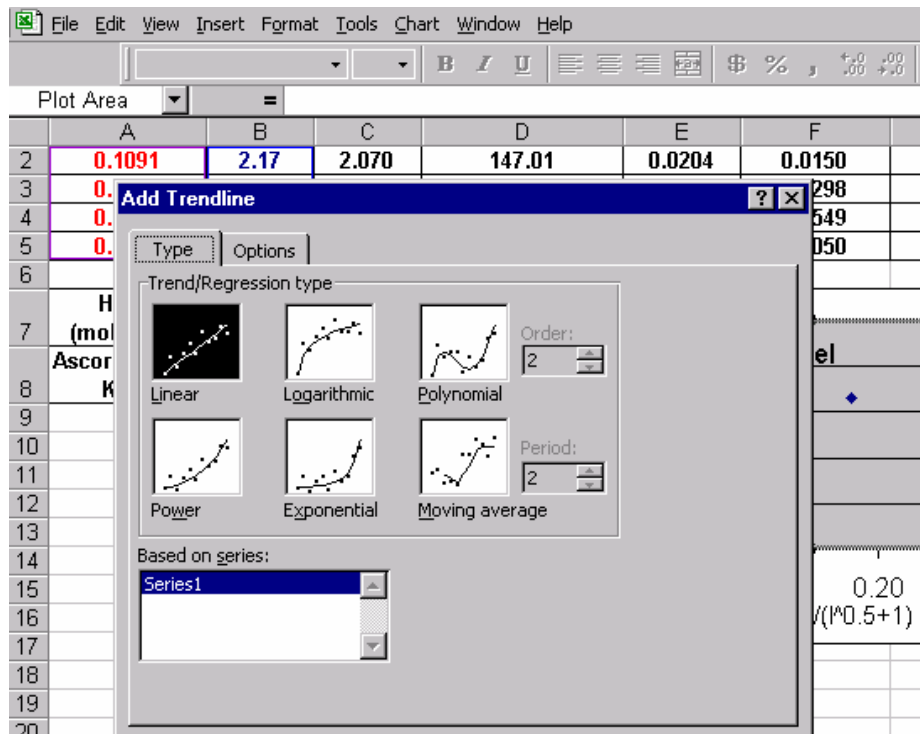 File Edit View Insert Format Tools Chart Window Help
B I U $ % , .00 .00
Plot Area =
A B C D E F
2 0.1091 2.17 2.070 147.01 0.0204 0.0150
3 0. Add Trendline ? 298
4 0. 549
5 0. Type Options 050
6 Trend/Regression type
7 H
(mol
Order:
2
8 Ascor el
K
Linear Logarithmic Polynomial
9
10 Period:
11 2
12 Power Exponential Moving average
13
14 Based on series:
15 Series1 0.20
16 /(I^0.5+1)
17
18
19
20